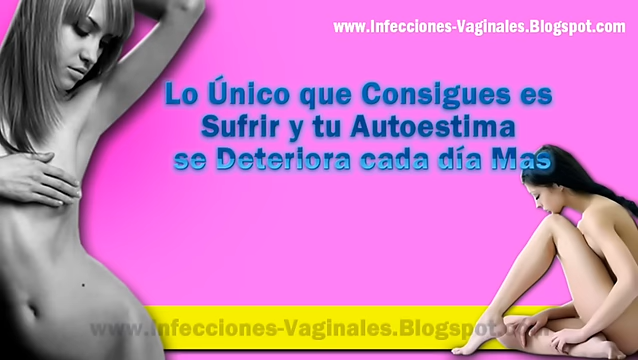 www.Infecciones-Vaginales.Blogspot.com
Lo Único que Consigues es
Sufrir y tu Autoestima
se Deteriora cada día Mas
www.Infecciones-Vaginales.Blogspot.com